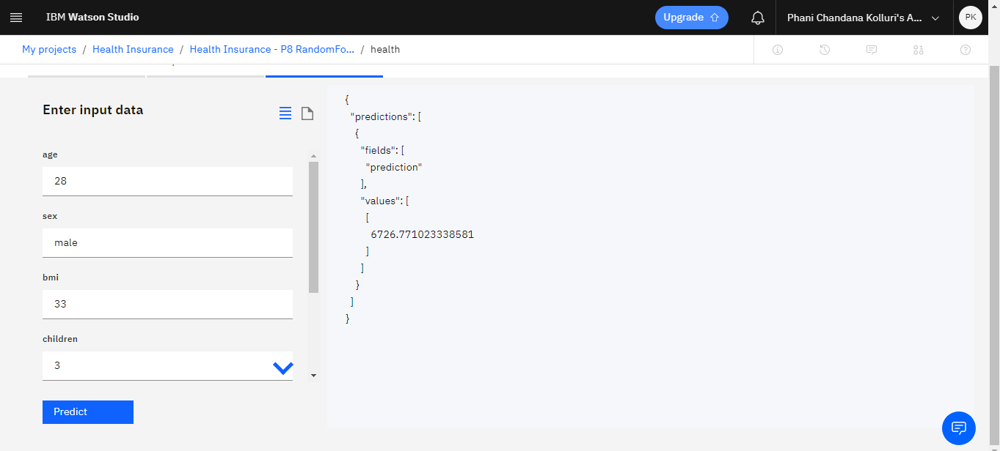 IBM Watson Studio
Upgrade
Phani Chandana Kolluri's A...
PK
My projects / Health Insurance / Health Insurance - P8 RandomFo... / health
Enter input data
age
28
sex
male
bmi
33
children
3
Predict
{
"predictions": [
{
"fields": [
"prediction"
],
"values": [
[
6726.771023338581
]
]
}
]
}